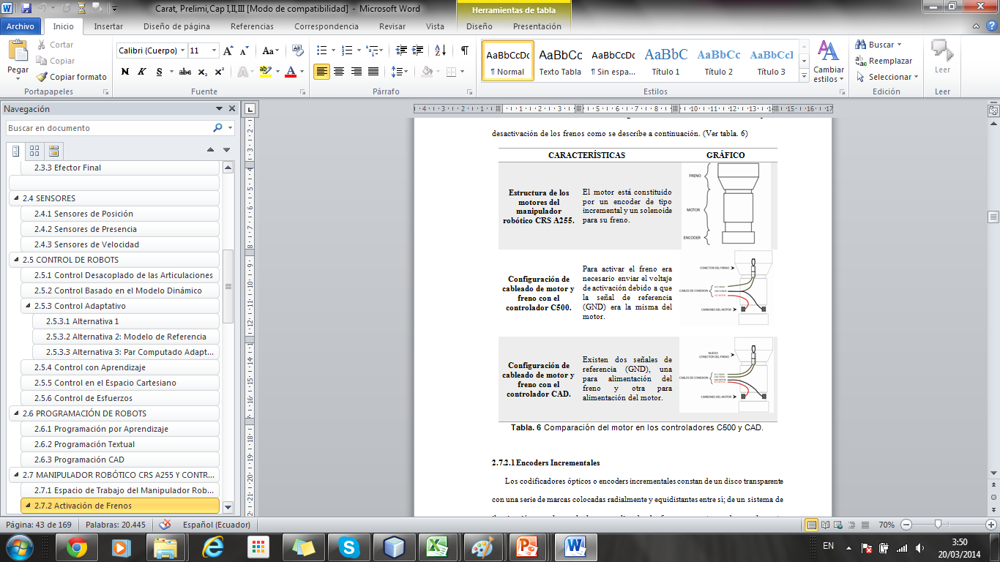 Carat, Prelimi,Cap I,II,III [Modo de compatibilidad] - Microsoft Word
Herramientas de tabla
Archivo Inicio Insertar Diseño de página Referencias Correspondencia Revisar Vista Diseño Presentación
Pegar
Cortar
Copiar
Copiar formato
Portapapeles
Calibri (Cuerpo) 11
N K S abc x₂ x²
Fuente
Párrafo
AaBbCcDc AaBbCc AaBbCcDc AaBbC AaBbCc AaBbCcI
¶ Normal Texto Tabla ¶ Sin espa... Título 1 Título 2 Título 3
Cambiar
estilos
Estilos
Buscar
Reemplazar
Seleccionar
Edición
Leer
Leer
Navegación
Buscar en documento
2.3.3 Efector Final
2.4 SENSORES
2.4.1 Sensores de Posición
2.4.2 Sensores de Presencia
2.4.3 Sensores de Velocidad
2.5 CONTROL DE ROBOTS
2.5.1 Control Desacoplado de las Articulaciones
2.5.2 Control Basado en el Modelo Dinámico
2.5.3 Control Adaptativo
2.5.3.1 Alternativa 1
2.5.3.2 Alternativa 2: Modelo de Referencia
2.5.3.3 Alternativa 3: Par Computado Adapt...
2.5.4 Control con Aprendizaje
2.5.5 Control en el Espacio Cartesiano
2.5.6 Control de Esfuerzos
2.6 PROGRAMACIÓN DE ROBOTS
2.6.1 Programación por Aprendizaje
2.6.2 Programación Textual
2.6.3 Programación CAD
2.7 MANIPULADOR ROBÓTICO CRS A255 Y CONTR...
2.7.1 Espacio de Trabajo del Manipulador Rob...
2.7.2 Activación de Frenos
desactivación de los frenos como se describe a continuación. (Ver tabla. 6)
CARACTERÍSTICAS GRÁFICO
Estructura de los
motores del
manipulador
robótico CRS A255.
El motor está constituido
por un encoder de tipo
incremental y un solenoide
para su freno.
FRENO
MOTOR
ENCODER
Configuración de
cableado de motor y
freno con el
controlador C500.
Para activar el freno era
necesario enviar el voltaje
de activación debido a que
la señal de referencia
(GND) era la misma del
motor.
CONECTOR DEL FRENO
CABLES DE CONEXIÓN
CARBONES DEL MOTOR
Configuración de
cableado de motor y
freno con el
controlador CAD.
Existen dos señales de
referencia (GND), una
para alimentación del
freno y otra para
alimentación del motor.
NUEVO
CONECTOR DEL FRENO
CABLES DE CONEXIÓN
CARBONES DEL MOTOR
Tabla. 6 Comparación del motor en los controladores C500 y CAD.
2.7.2.1 Encoders Incrementales
Los codificadores ópticos o encoders incrementales constan de un disco transparente
con una serie de marcas colocadas radialmente y equidistantes entre sí; de un sistema de
Página: 43 de 169 Palabras: 20.445 Español (Ecuador) 70%
EN 3:50
20/03/2014